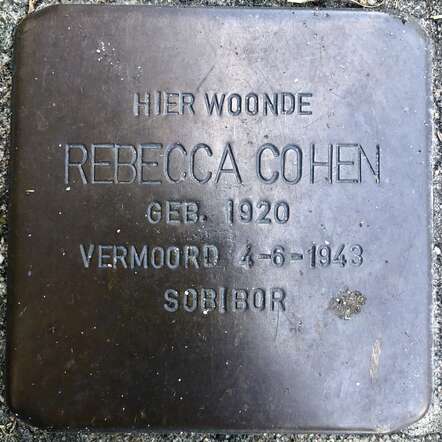 HIER WOONDE
REBECCA COHEN
GEB. 1920
VERMOORD 4-6-1943
SOBIBOR